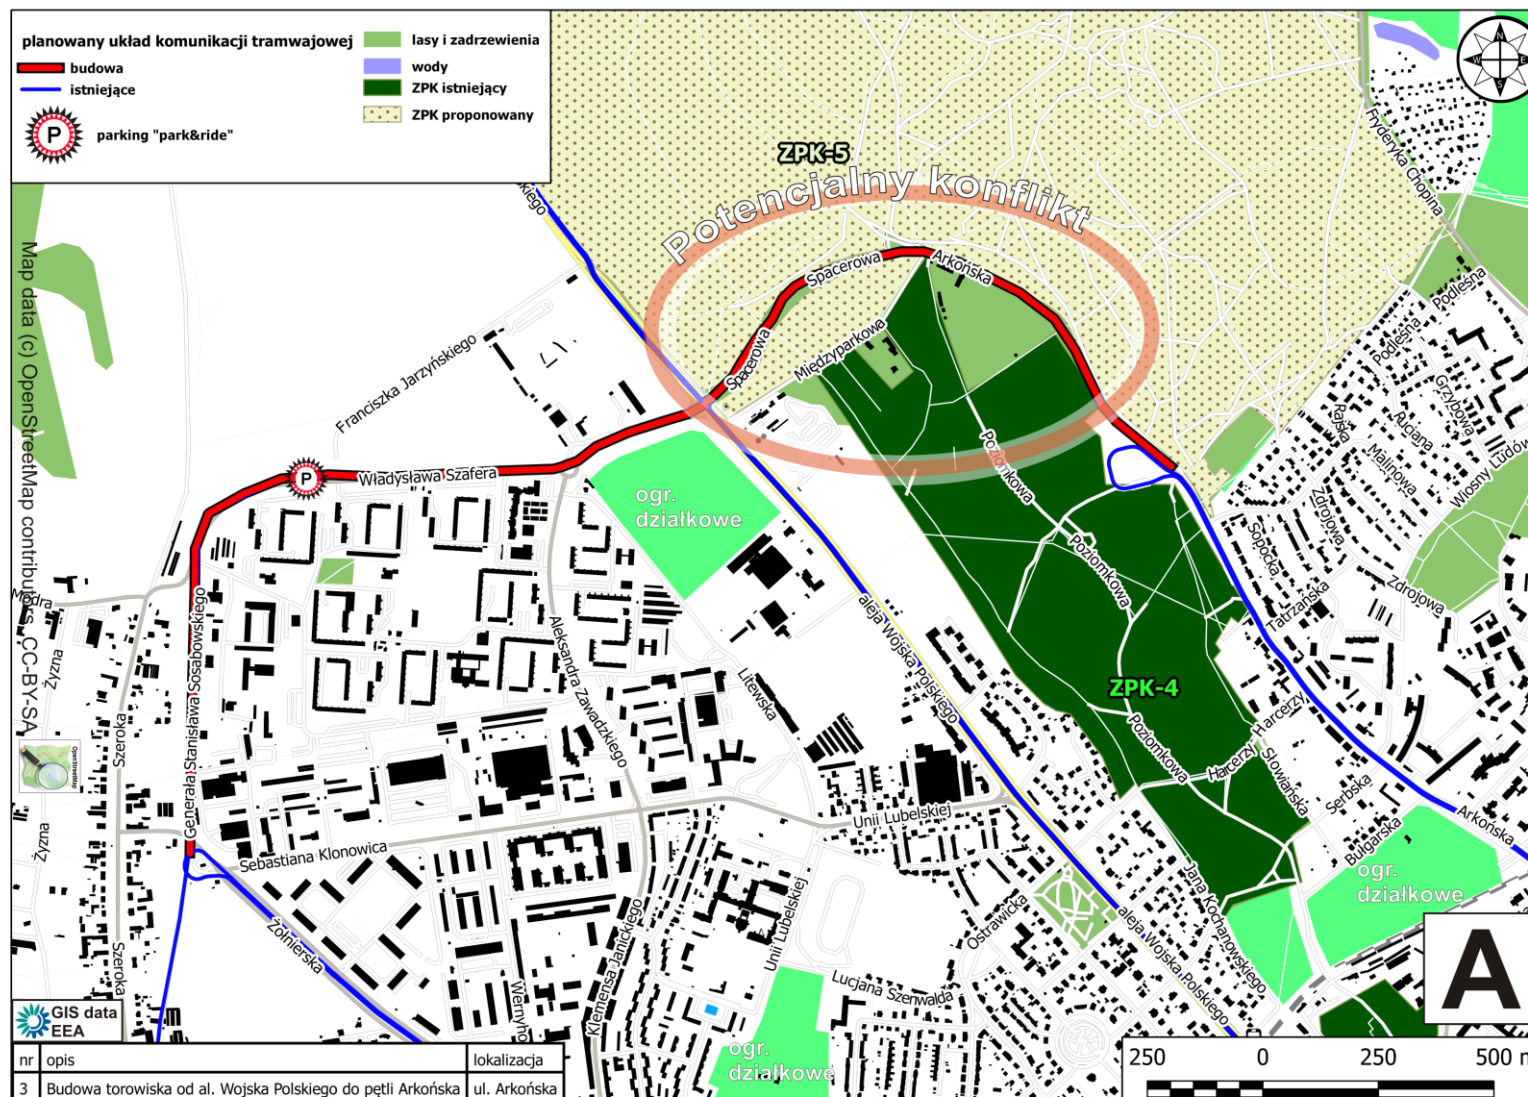 planowany układ komunikacji tramwajowej
budowa
istniejące
P
parking "park&ride"
lasy i zadrzewienia
wody
ZPK istniejący
ZPK proponowany
N
E
S
W
ZPK-5
Potencjalny konflikt
kiego
Fryderyka Chopina
Podleśna
Podleśna
Spacerowa
Arkońska
Spacerowa
Międzyparkowa
Franciszka Jarzyńskiego
Map data (c) OpenStreetMap contributors, CC-BY-SA
Grzybowa
Rajska
Ruciana
Malinowa
Wiosny Ludów
Zdrojowa
Sopocka
Zdrojowa
Tatrzańska
P
Władysława Szafera
ogr.
działkowe
Poziomkowa
Poziomkowa
Poziomkowa
ZPK-4
aleja Wojska Polskiego
Modra
Żyzna
Żyzna
Szeroka
Szeroka
Generała Stanisława Sosabowskiego
Aleksandra Zawadzkiego
Litewska
Harcerzy
Harcerzy
Słowiańska
Serbska
Bułgarska
Arkońska
OpenStreetMap
Unii Lubelskiej
Sebastiana Klonowica
Żołnierska
Klemensa Janickiego
Wernyho
Unii Lubelskiej
Lucjana Szenwalda
Ostrawicka
aleja Wojska Polskiego
Jana Kochanowskiego
ogr.
działkowe
ogr.
działkowe
A
GIS data
EEA
nr opis lokalizacja
3 Budowa torowiska od al. Wojska Polskiego do pętli Arkońska ul. Arkońska
250 0 250 500 m